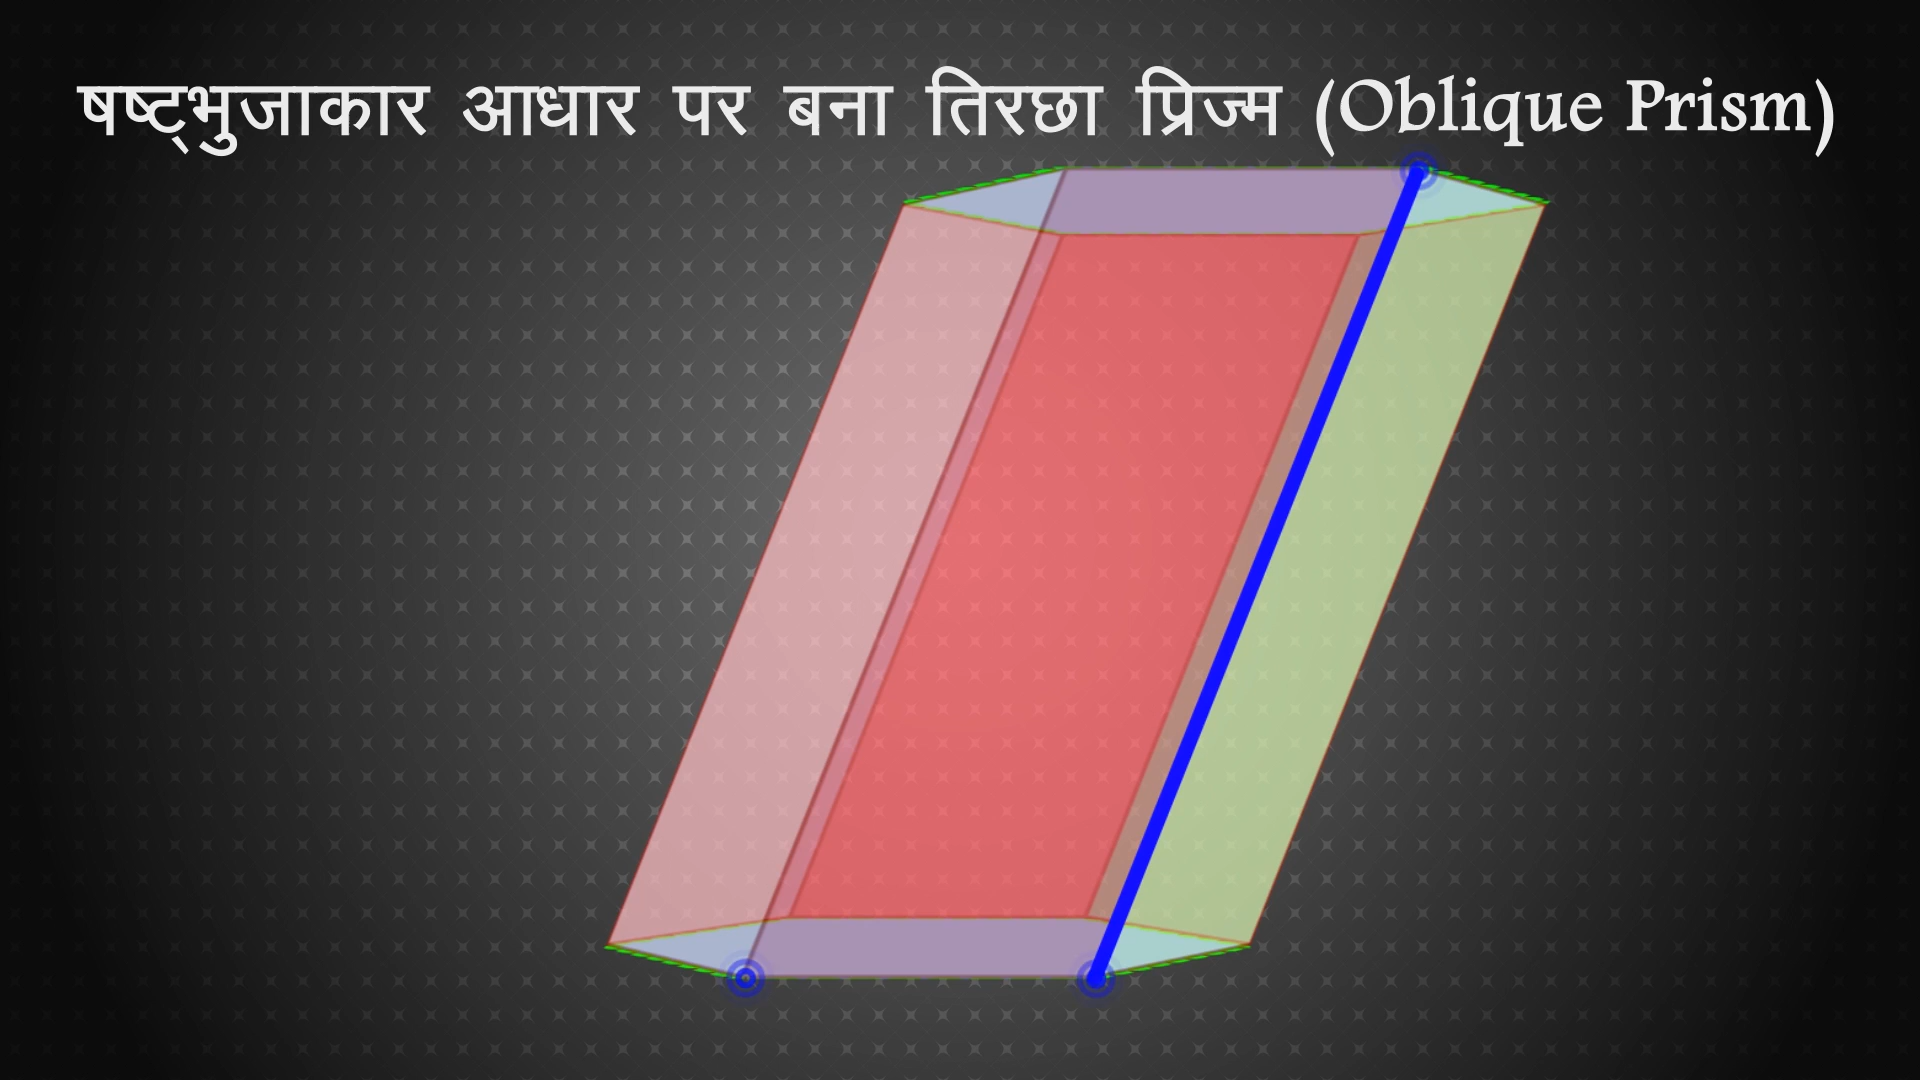 षष्ट्भुजाकार आधार पर बना तिरछा प्रिज्म (Oblique Prism)